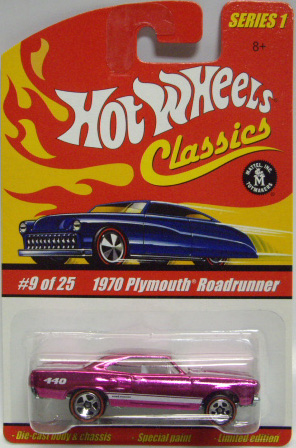 SERIES 1
8+
Hot Wheels
Classics
MATTEL, INC.
M
TOYMAKERS
#9 of 25 1970 Plymouth® Roadrunner
440
Die-Cast body & chassis Special paint Limited edition